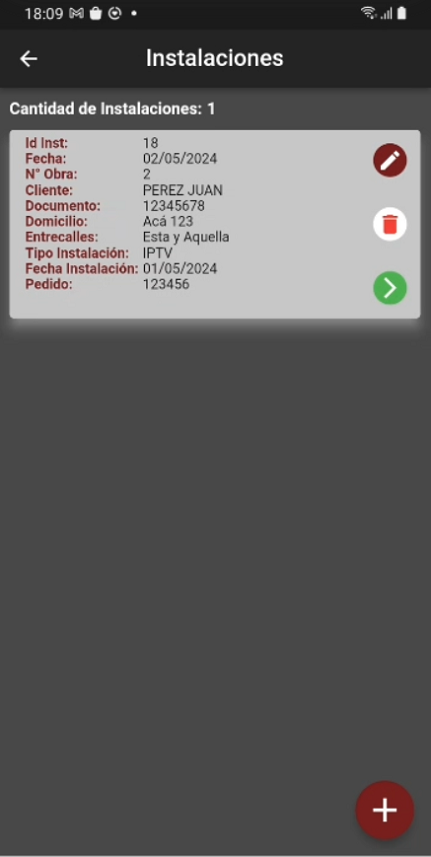 18:09
Instalaciones
Cantidad de Instalaciones: 1
Id Inst: 18
Fecha: 02/05/2024
N° Obra: 2
Cliente: PEREZ JUAN
Documento: 12345678
Domicilio: Acá 123
Entrecalles: Esta y Aquella
Tipo Instalación: IPTV
Fecha Instalación: 01/05/2024
Pedido: 123456